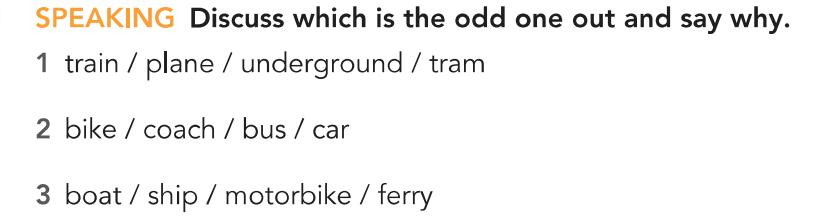 SPEAKING Discuss which is the odd one out and say why.
1 train / plane / underground / tram
2 bike / coach / bus / car
3 boat / ship / motorbike / ferry